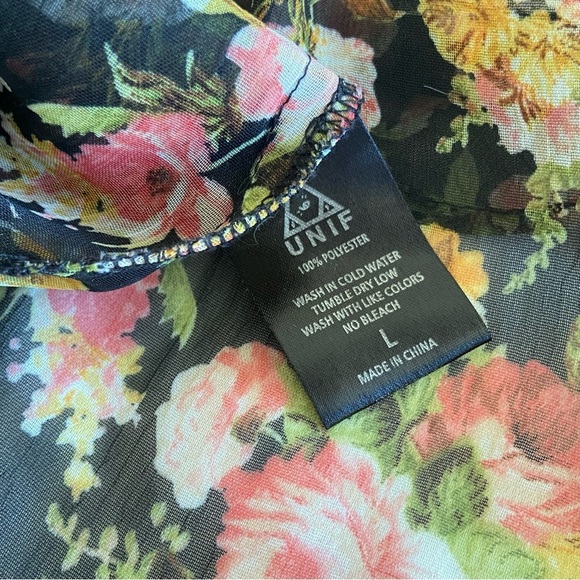 UNIF
100% POLYESTER
WASH IN COLD WATER
TUMBLE DRY LOW
WASH WITH LIKE COLORS
NO BLEACH
L
MADE IN CHINA